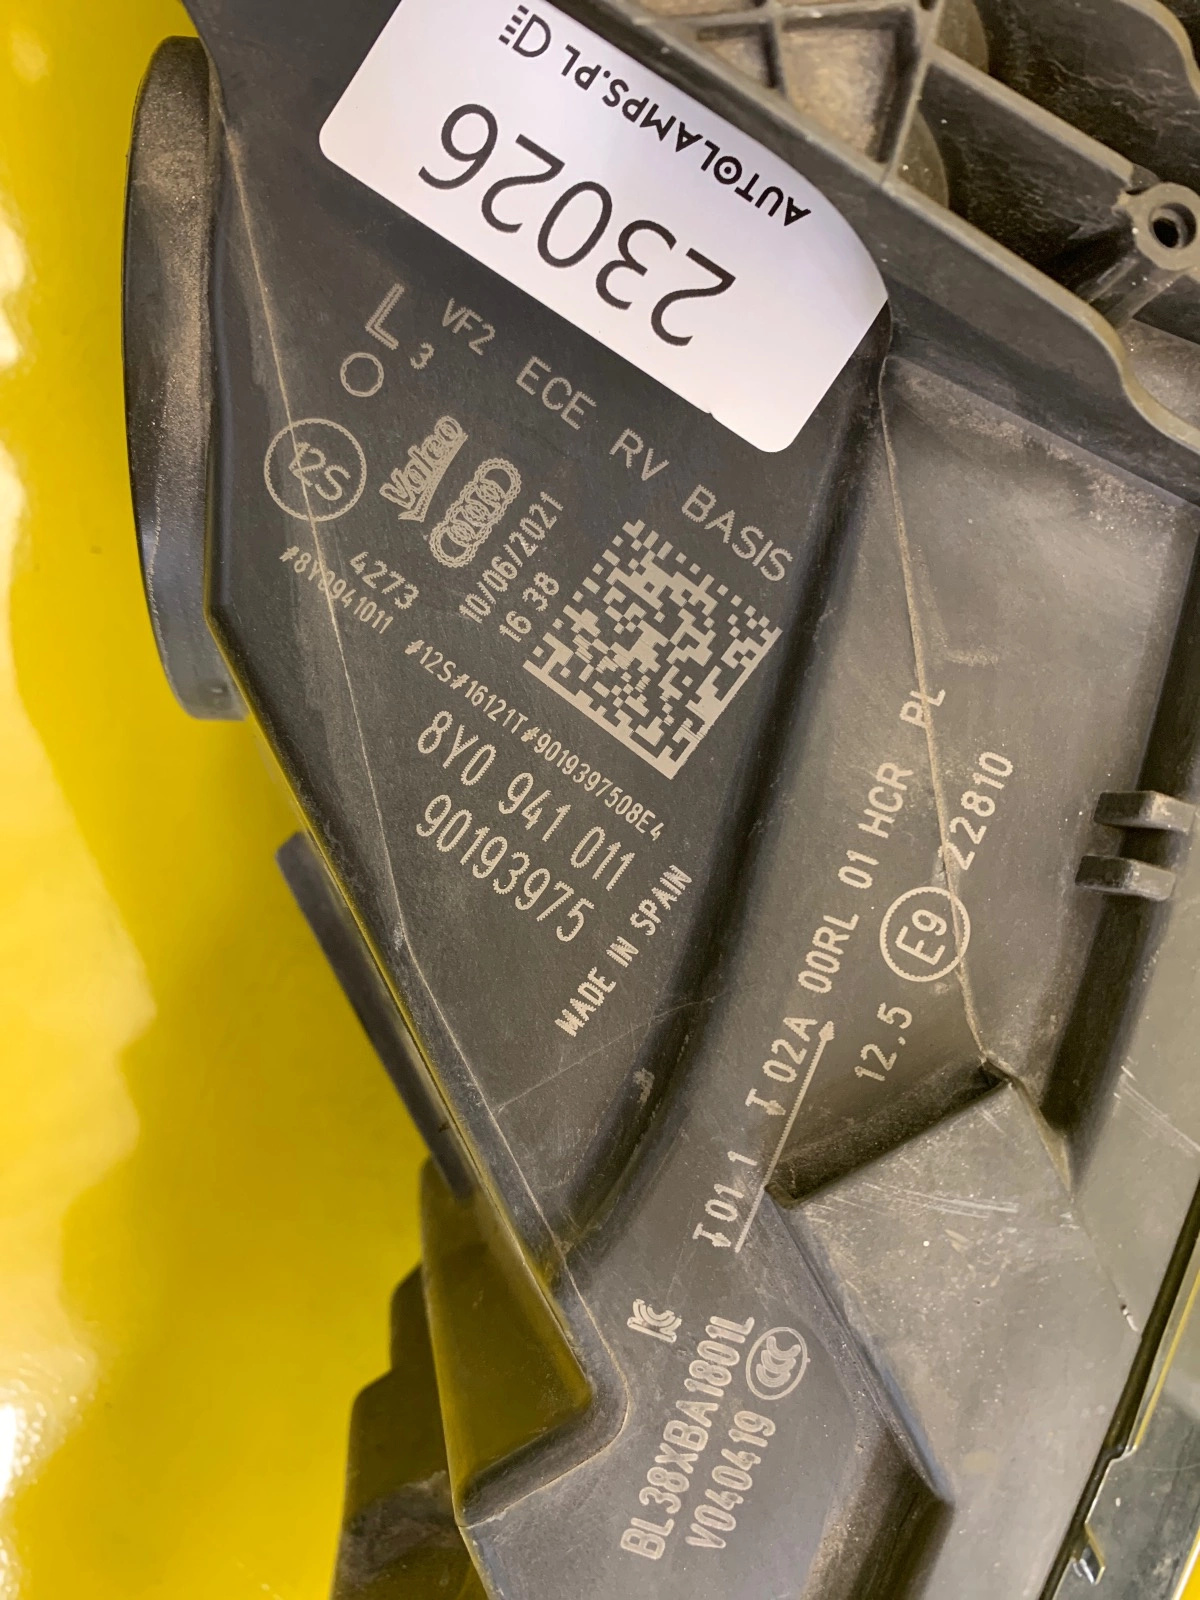 AUTOLAMPS.PL
23026
L 3
VF2 ECE RV BASIS
12S
Valeo
10/06/2021
16 38
4273
#8Y0941011 #12S#16121T#9019397508E4
8Y0 941 011
90193975
MADE IN SPAIN
T 01 1 T 02A 00RL 01 HCR PL
12,5 E9 22810
BL38XBA1801L
V040419
CCC